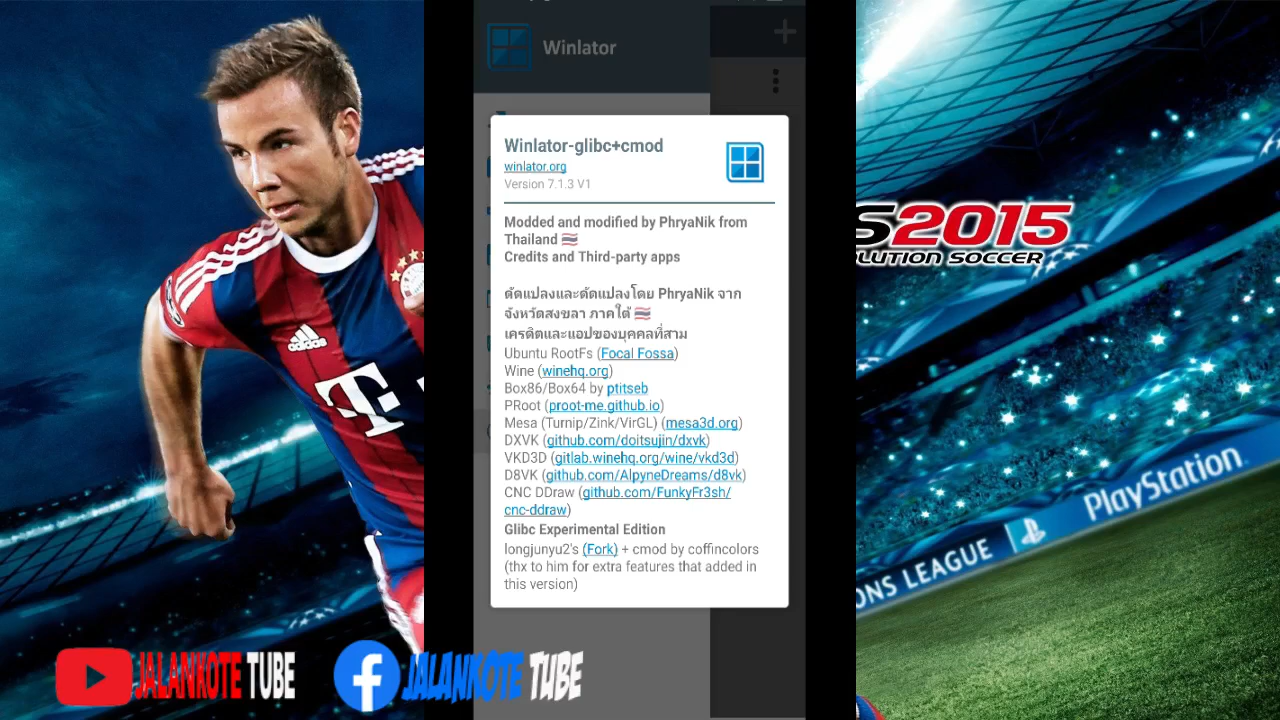 Winlator
Winlator-glibc+cmod
winlator.org
Version 7.1.3 V1
Modded and modified by PhryaNik from
Thailand 🇹🇭
Credits and Third-party apps
ดัดแปลงและดัดแปลงโดย PhryaNik จาก
จังหวัดสงขลา ภาคใต้ 🇹🇭
เครดิตและแอปของบุคคลที่สาม
Ubuntu RootFs (Focal Fossa)
Wine (winehq.org)
Box86/Box64 by ptitseb
PRoot (proot-me.github.io)
Mesa (Turnip/Zink/VirGL) (mesa3d.org)
DXVK (github.com/doitsujin/dxvk)
VKD3D (gitlab.winehq.org/wine/vkd3d)
D8VK (github.com/AlpyneDreams/d8vk)
CNC DDraw (github.com/FunkyFr3sh/
cnc-ddraw)
Glibc Experimental Edition
longjunyu2's (Fork) + cmod by coffincolors
(thx to him for extra features that added in
this version)
adidas
T
S2015
LUTION SOCCER
PlayStation
ONS LEAGUE
JALANKOTE TUBE
JALANKOTE TUBE